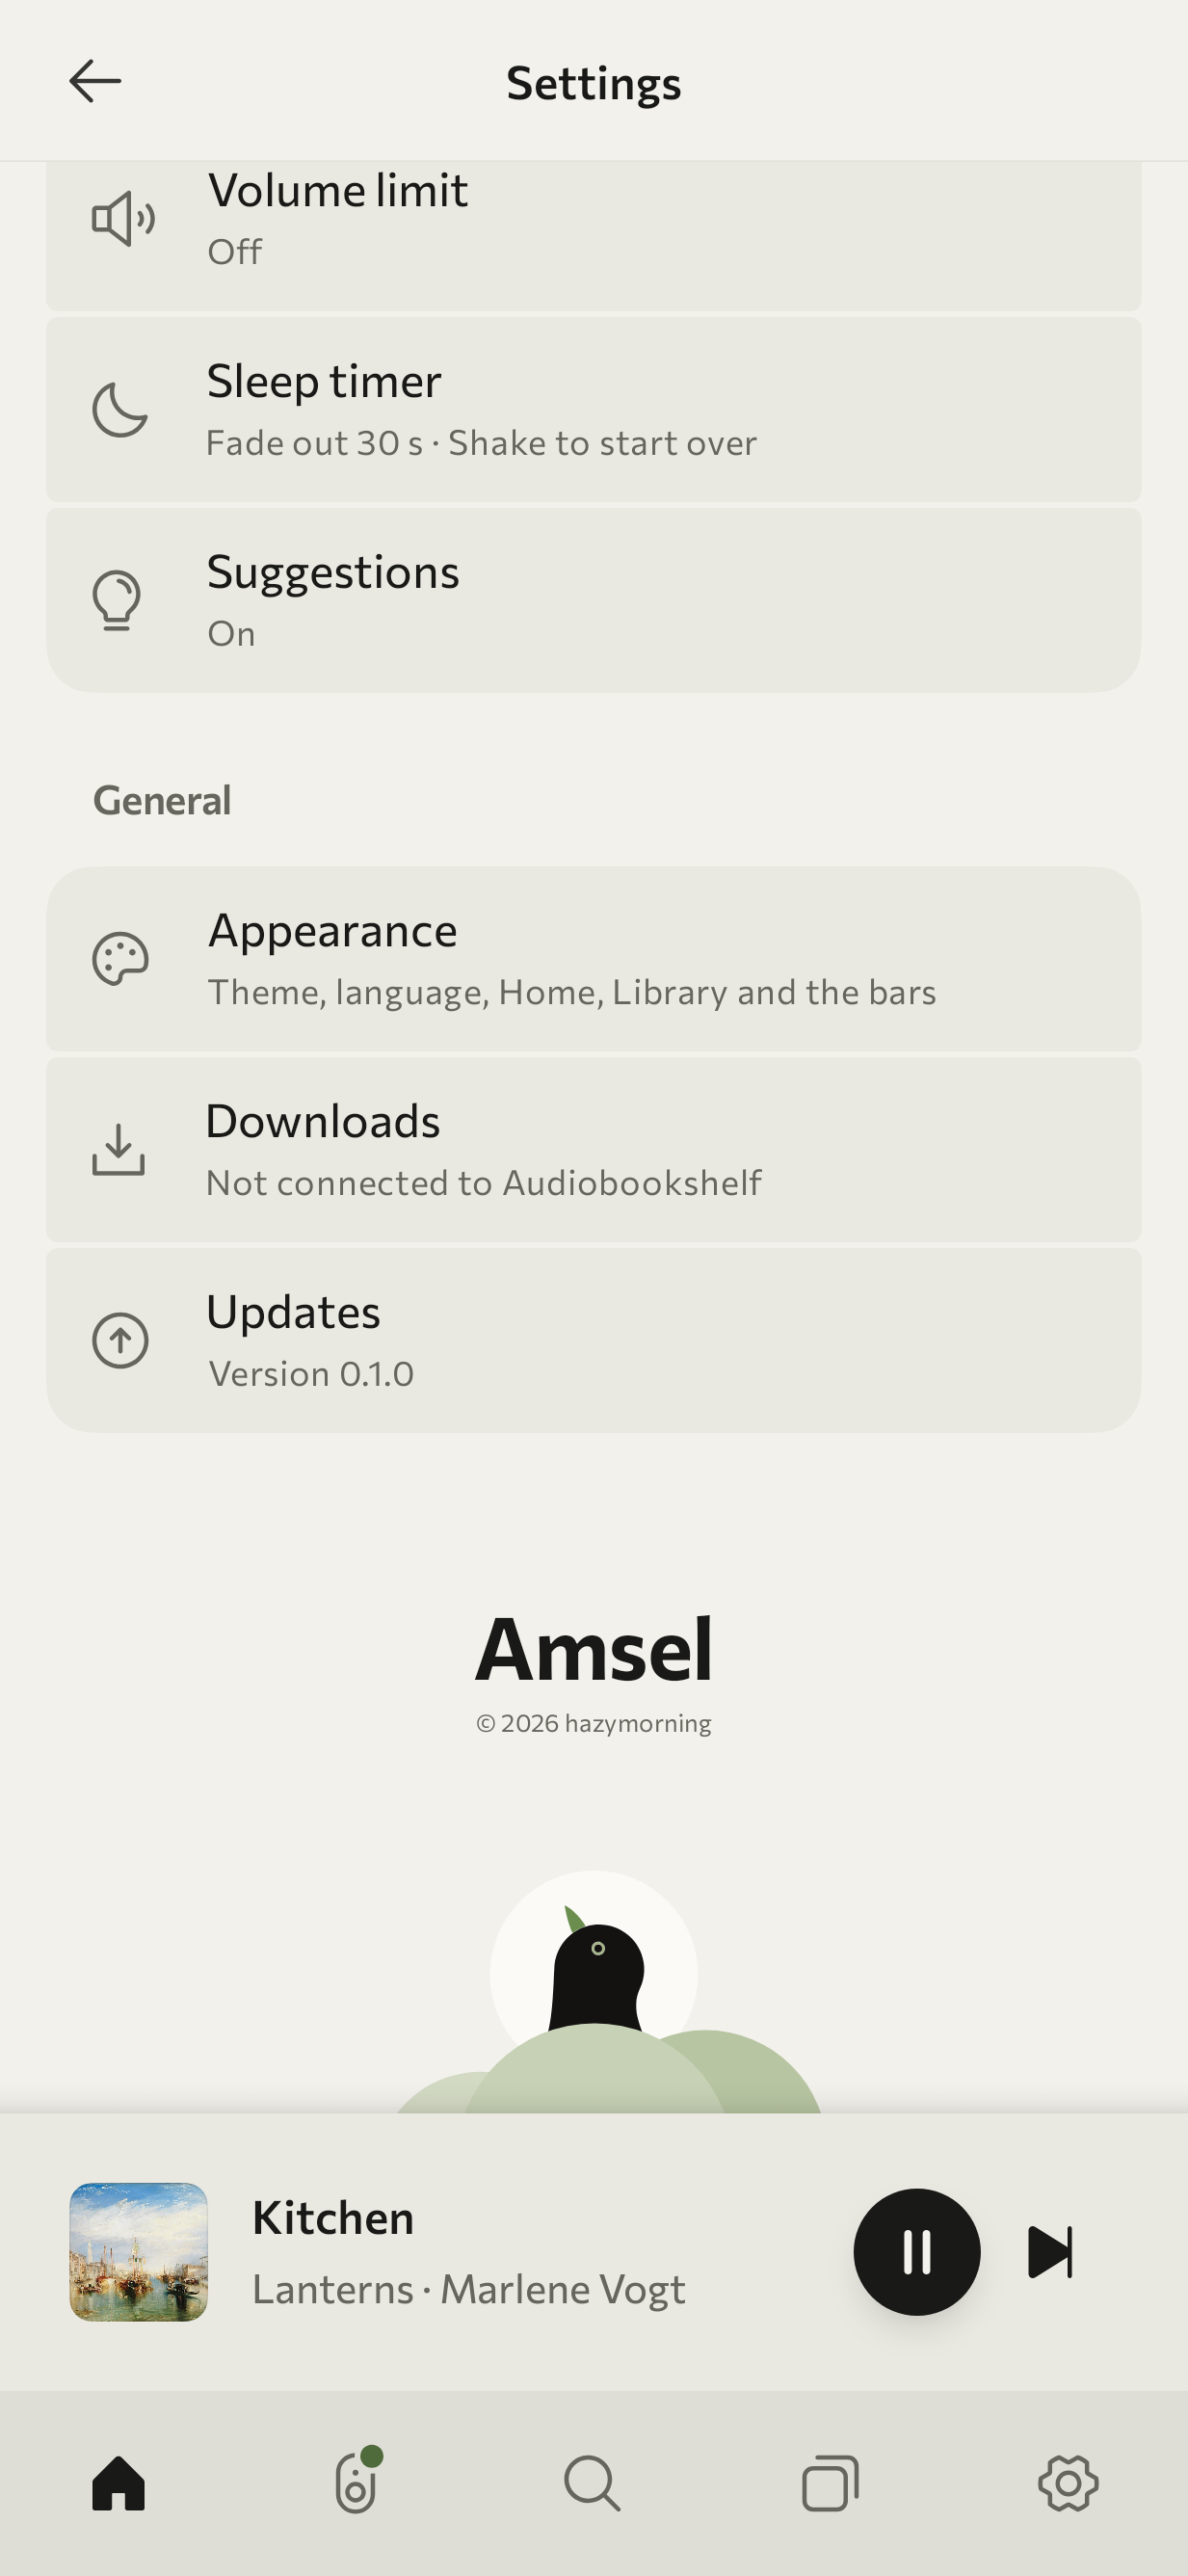 Settings
Volume limit
Off
Sleep timer
Fade out 30 s · Shake to start over
Suggestions
On
General
Appearance
Theme, language, Home, Library and the bars
Downloads
Not connected to Audiobookshelf
Updates
Version 0.1.0
Amsel
© 2026 hazymorning
Kitchen
Lanterns · Marlene Vogt